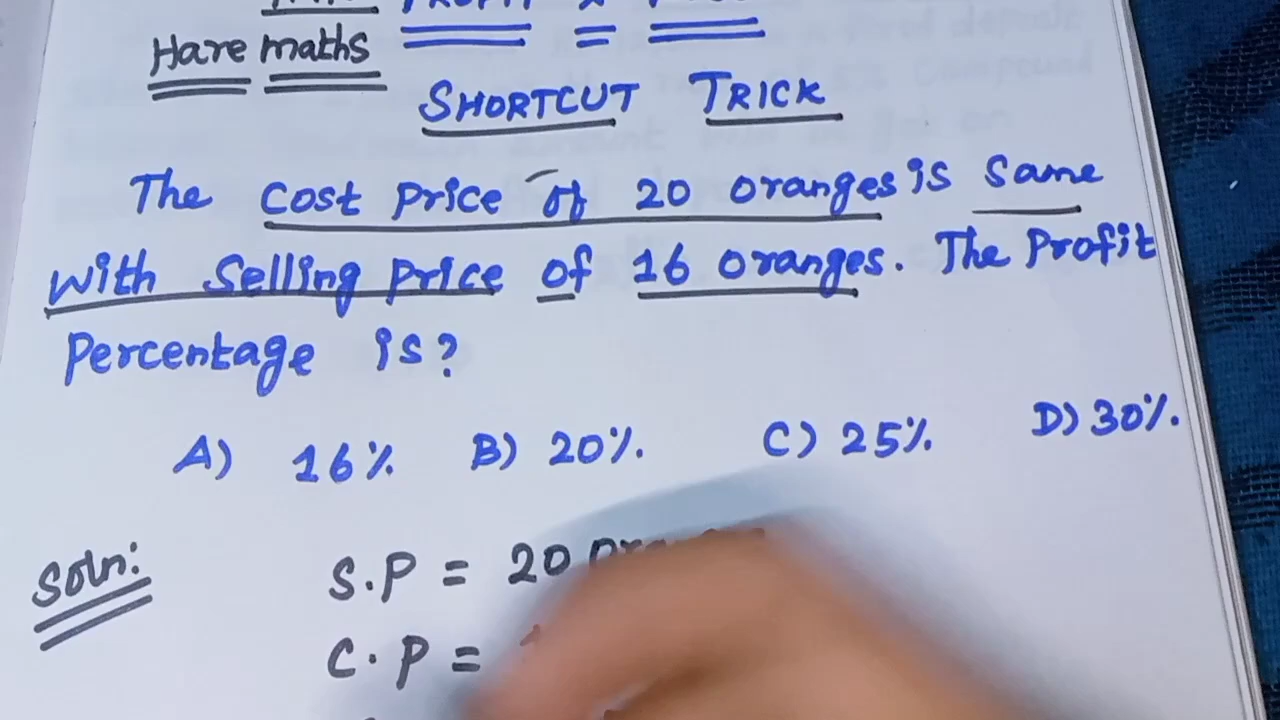 Hare maths
SHORTCUT TRICK
The cost price of 20 oranges is same
with selling price of 16 oranges. The Profit
Percentage is?
A) 16% B) 20% C) 25% D) 30%
Soln:
S.P = 20
C.P =